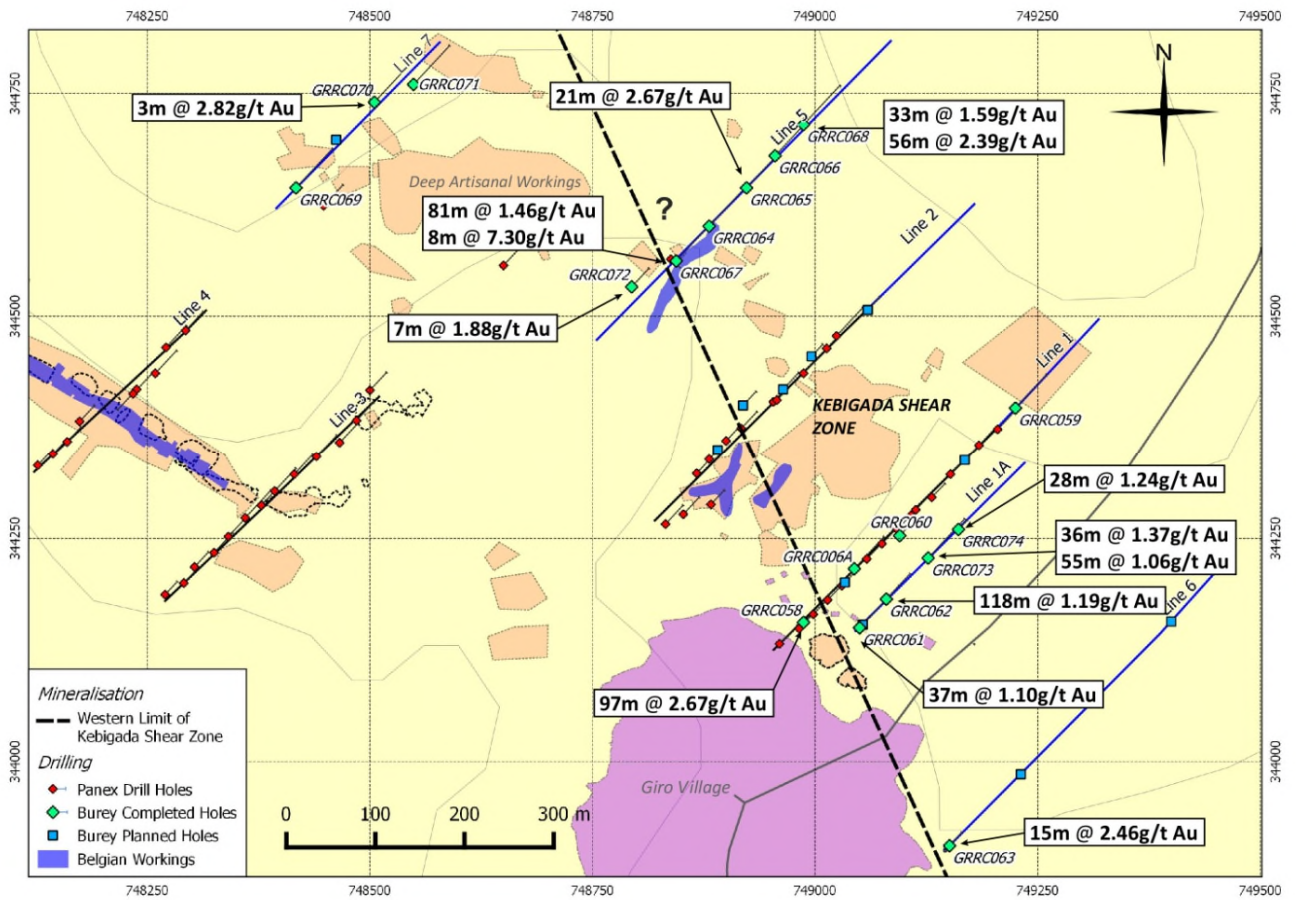 748250 748500 748750 749000 749250 749500
344750
344750
344500
344500
344250
344250
344000
344000
N
Line 7
GRRC070
GRRC071
3m @ 2.82g/t Au
GRRC069
21m @ 2.67g/t Au
Line 5
GRRC068
33m @ 1.59g/t Au
56m @ 2.39g/t Au
GRRC066
GRRC065
Deep Artisanal Workings
81m @ 1.46g/t Au
8m @ 7.30g/t Au
?
GRRC064
GRRC067
GRRC072
7m @ 1.88g/t Au
Line 2
Line 4
Line 3
KEBIGADA SHEAR
ZONE
Line 1
GRRC059
Line 1A
28m @ 1.24g/t Au
GRRC060
GRRC074
36m @ 1.37g/t Au
55m @ 1.06g/t Au
GRRC006A
GRRC073
118m @ 1.19g/t Au
GRRC062
Line 6
GRRC058
GRRC061
97m @ 2.67g/t Au
37m @ 1.10g/t Au
Giro Village
15m @ 2.46g/t Au
GRRC063
Mineralisation
Western Limit of
Kebigada Shear Zone
Drilling
Panex Drill Holes
Burey Completed Holes
Burey Planned Holes
Belgian Workings
0 100 200 300 m
748250 748500 748750 749000 749250 749500